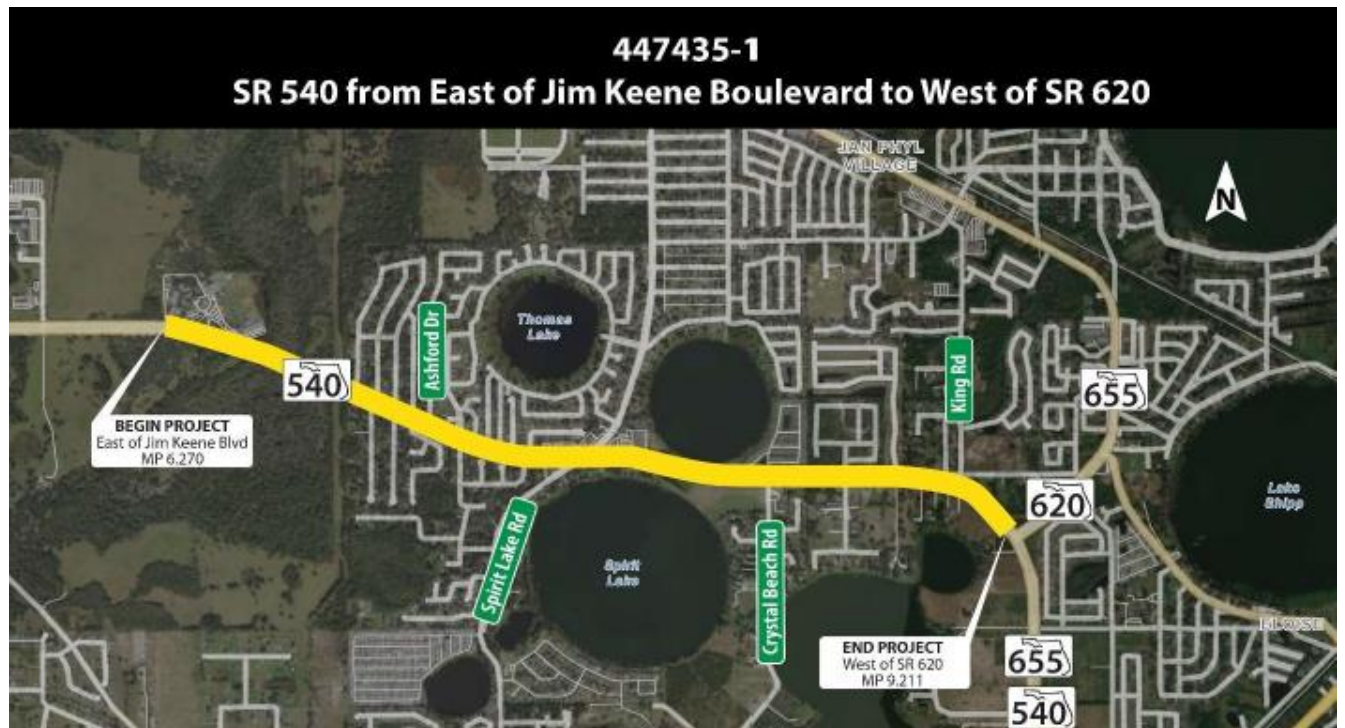 447435-1
SR 540 from East of Jim Keene Boulevard to West of SR 620
JAN PHYL
VILLAGE
N
Thomas
Lake
Ashford Dr
540
King Rd
655
BEGIN PROJECT
East of Jim Keene Blvd
MP 6.270
620
Lake
Shipp
Spirit Lake Rd
Spirit
Lake
Crystal Beach Rd
ELOISE
END PROJECT
West of SR 620
MP 9.211
655
540